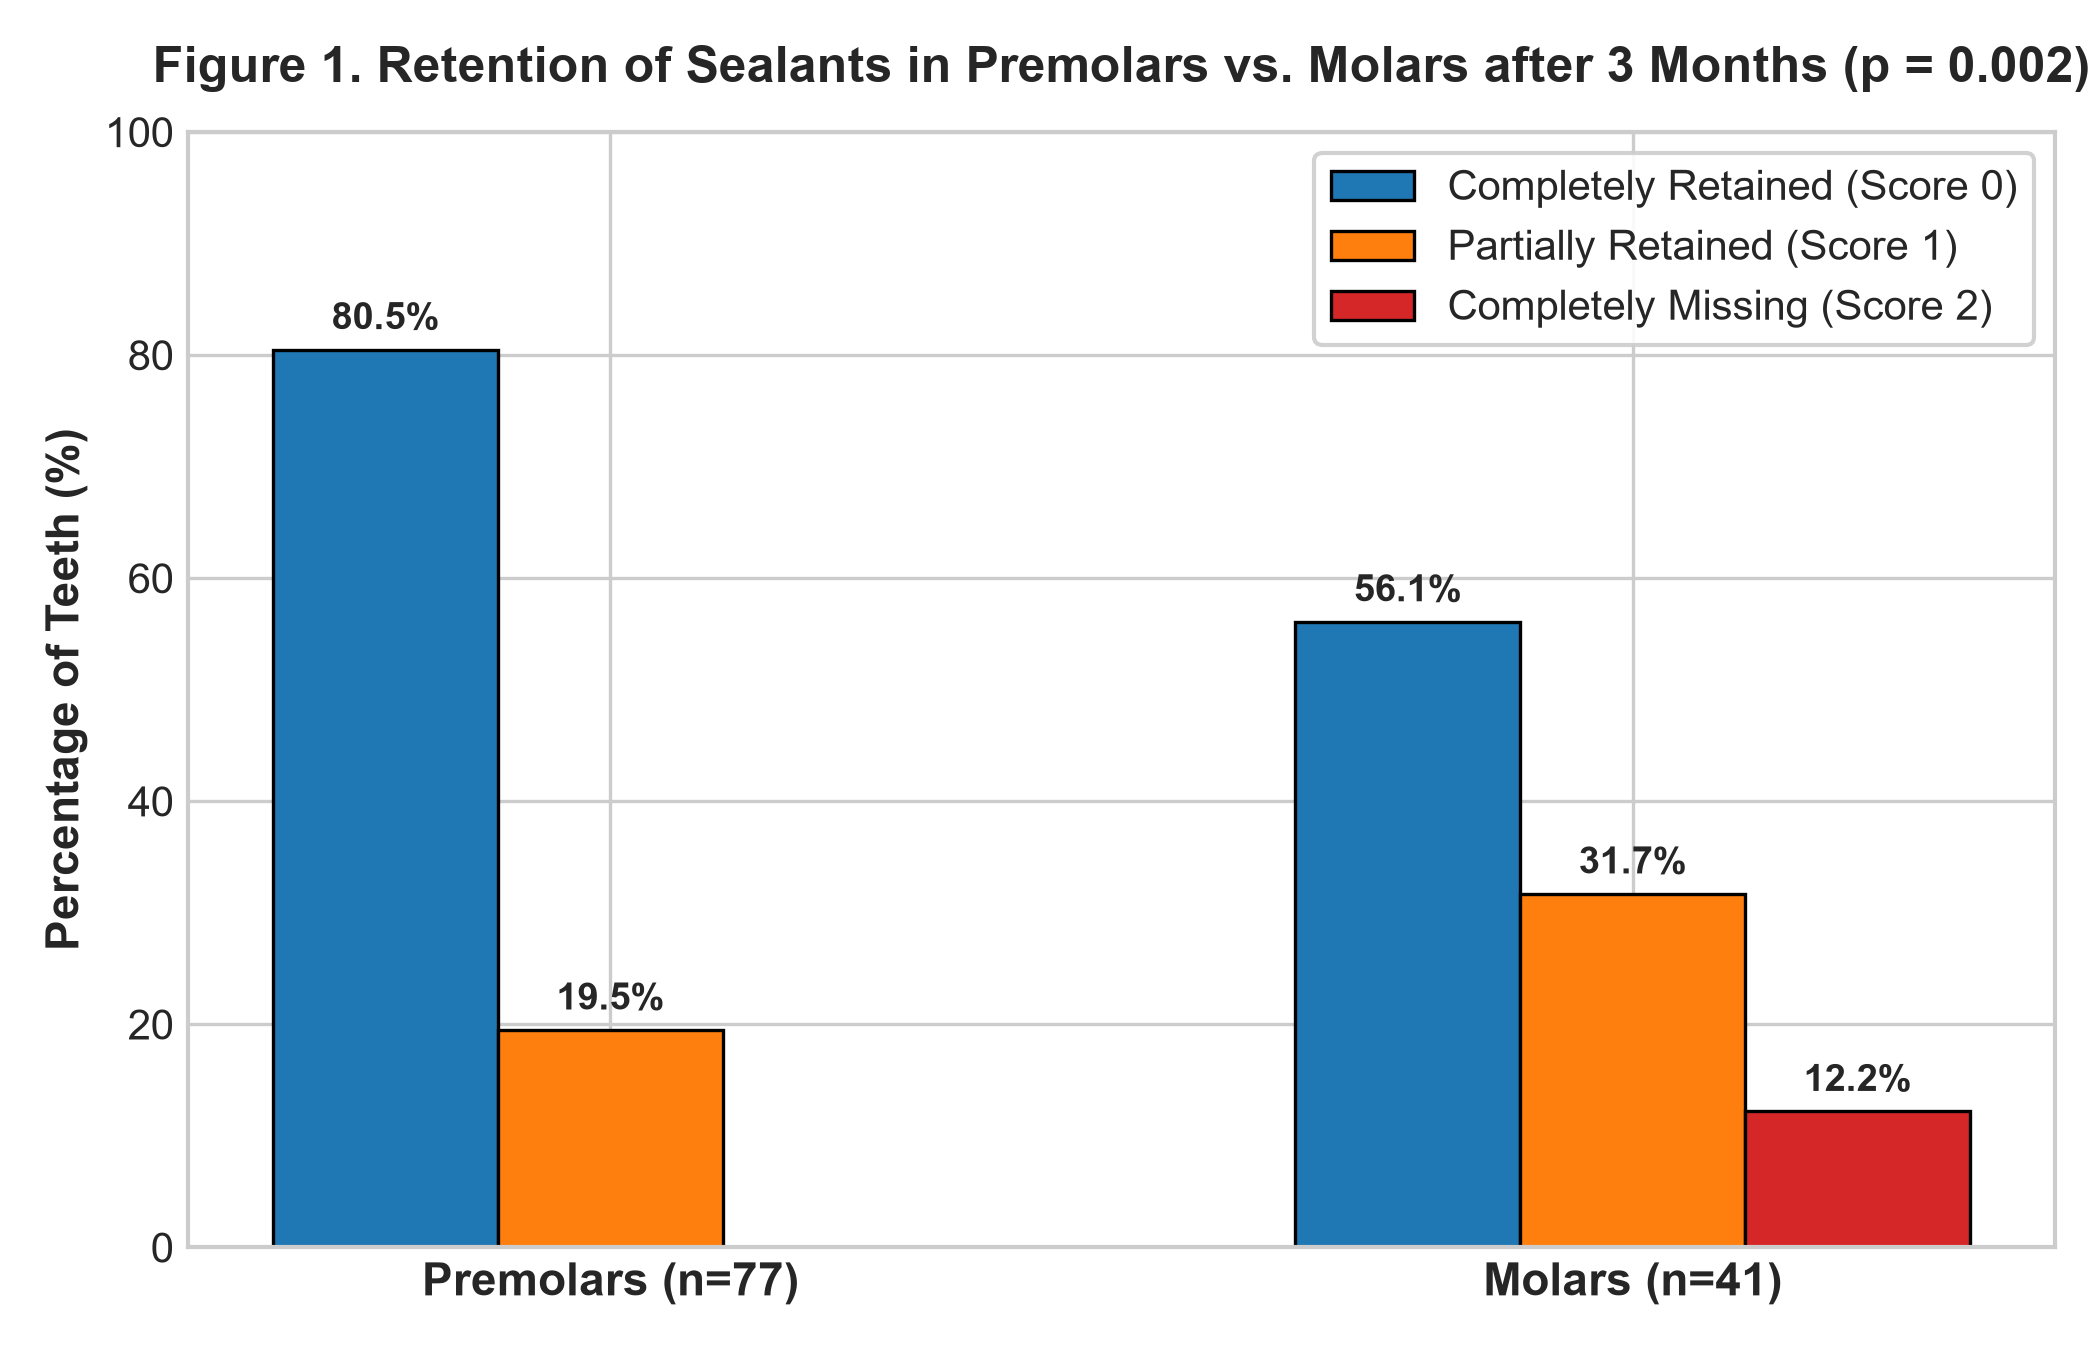 Figure 1. Retention of Sealants in Premolars vs. Molars after 3 Months (p = 0.002)
Completely Retained (Score 0)
Partially Retained (Score 1)
Completely Missing (Score 2)
Percentage of Teeth (%)
100
80
60
40
20
0
80.5%
19.5%
56.1%
31.7%
12.2%
Premolars (n=77)
Molars (n=41)